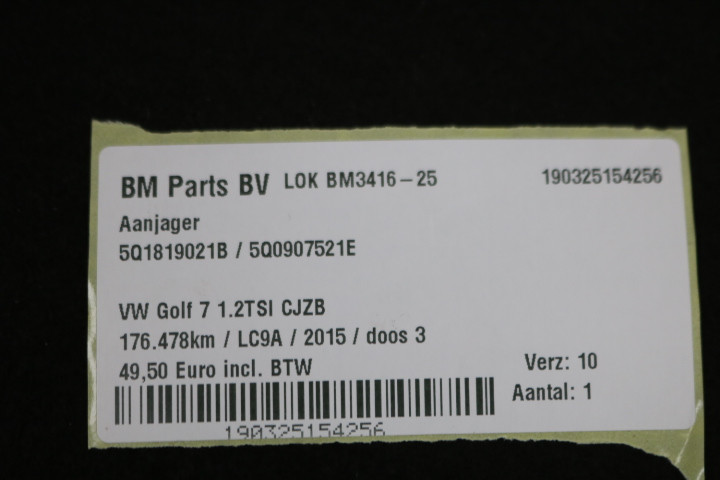 BM Parts BV LOK BM3416-25 190325154256
Aanjager
5Q1819021B / 5Q0907521E
VW Golf 7 1.2TSI CJZB
176.478km / LC9A / 2015 / doos 3
49,50 Euro incl. BTW Verz: 10
Aantal: 1
190325154256